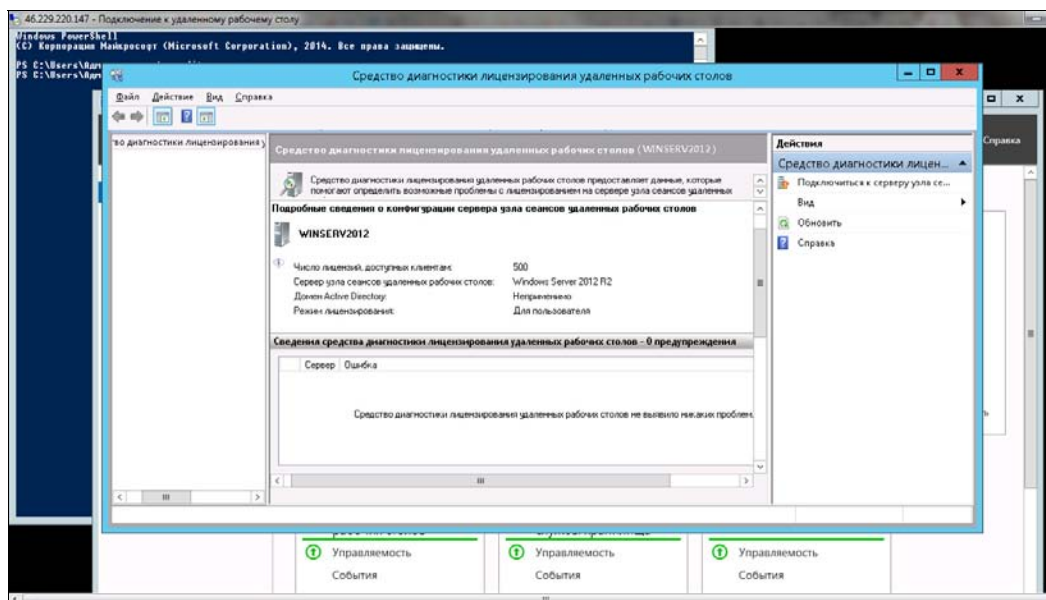 46.229.220.147 - Подключение к удаленному рабочему столу
Windows PowerShell
(C) Корпорация Майкрософт (Microsoft Corporation), 2014. Все права защищены.
PS C:\Users\Адм
PS C:\Users\Адм
Средство диагностики лицензирования удаленных рабочих столов
Файл Действие Вид Справка
Справка
во диагностики лицензирования у
Средство диагностики лицензирования удаленных рабочих столов (WINSERV2012)
Средство диагностики лицензирования удаленных рабочих столов предоставляет данные, которые
помогают определить возможные проблемы с лицензированием на сервере узла сеансов удаленных
Подробные сведения о конфигурации сервера узла сеансов удаленных рабочих столов
WINSERV2012
Число лицензий, доступных клиентам: 500
Сервер узла сеансов удаленных рабочих столов: Windows Server 2012 R2
Домен Active Directory: Неприменимо
Режим лицензирования: Для пользователя
Сведения средства диагностики лицензирования удаленных рабочих столов - 0 предупреждения
Сервер Ошибка
Средство диагностики лицензирования удаленных рабочих столов не выявило никаких проблем
Действия
Средство диагностики лицен...
Подключиться к серверу узла се...
Вид
Обновить
Справка
Управляемость Управляемость Управляемость
События События События